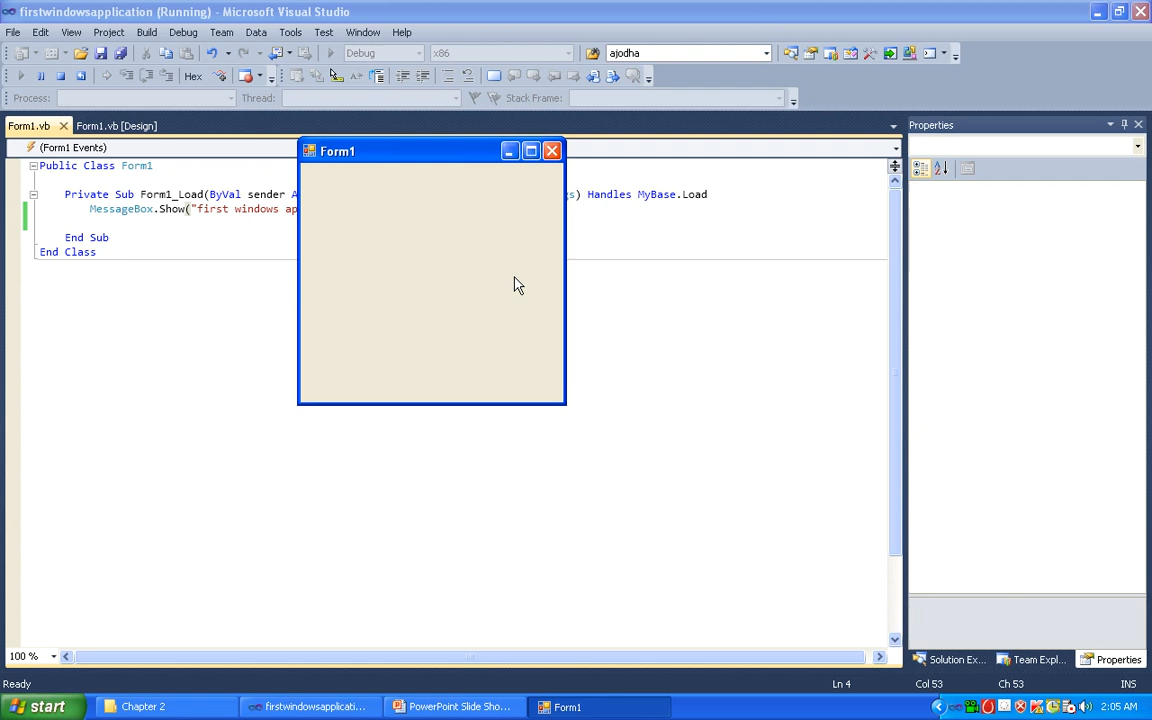 firstwindowsapplication (Running) - Microsoft Visual Studio
File Edit View Project Build Debug Team Data Tools Test Window Help
Debug x86 ajodha
Hex
Process: Thread: Stack Frame:
Form1.vb Form1.vb [Design] Properties
(Form1 Events)
Form1
Public Class Form1
Private Sub Form1_Load(ByVal sender A s) Handles MyBase.Load
MessageBox.Show("first windows ap
End Sub
End Class
100 %
Solution Ex... Team Expl... Properties
Ready Ln 4 Col 53 Ch 53 INS
start Chapter 2 firstwindowsapplicati... PowerPoint Slide Sho... Form1 2:05 AM